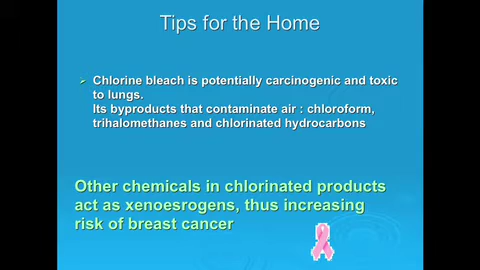 Tips for the Home
Chlorine bleach is potentially carcinogenic and toxic
to lungs.
Its byproducts that contaminate air : chloroform,
trihalomethanes and chlorinated hydrocarbons
Other chemicals in chlorinated products
act as xenoesrogens, thus increasing
risk of breast cancer